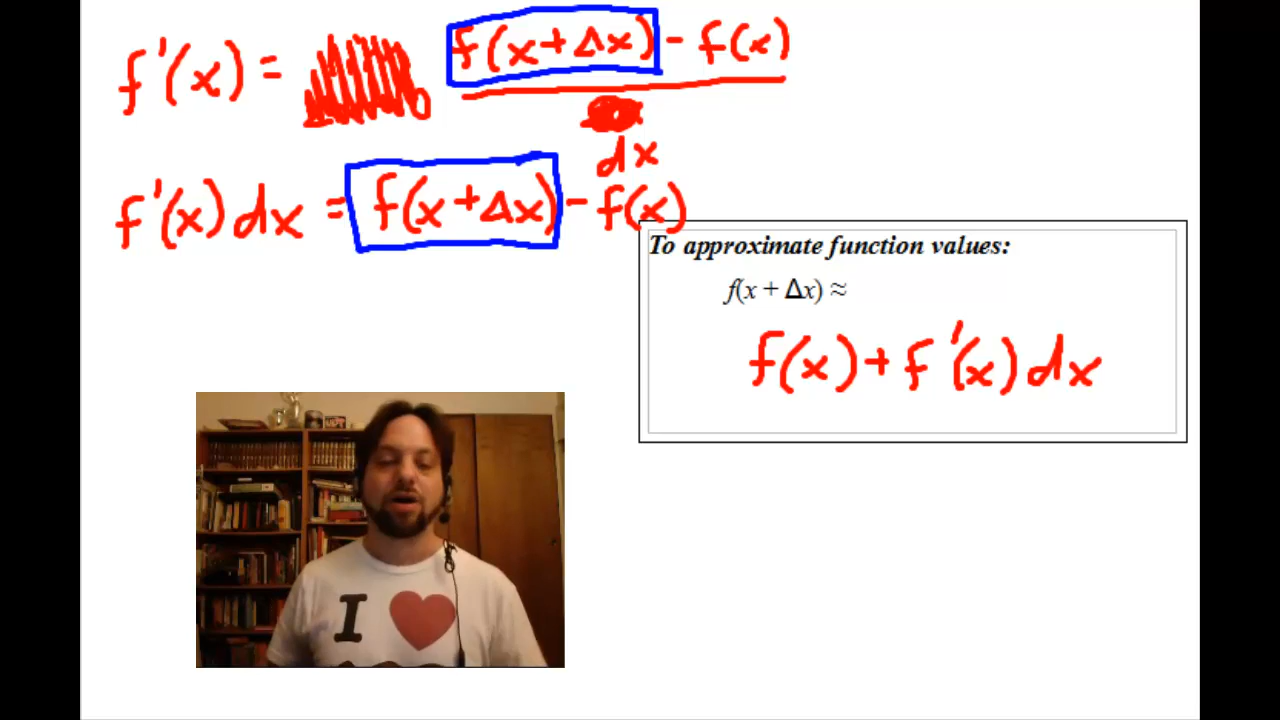 f'(x) = f(x+Δx) - f(x)
dx
f'(x) dx = f(x+Δx) - f(x)
To approximate function values:
f(x + Δx) ≈
f(x) + f'(x) dx
I